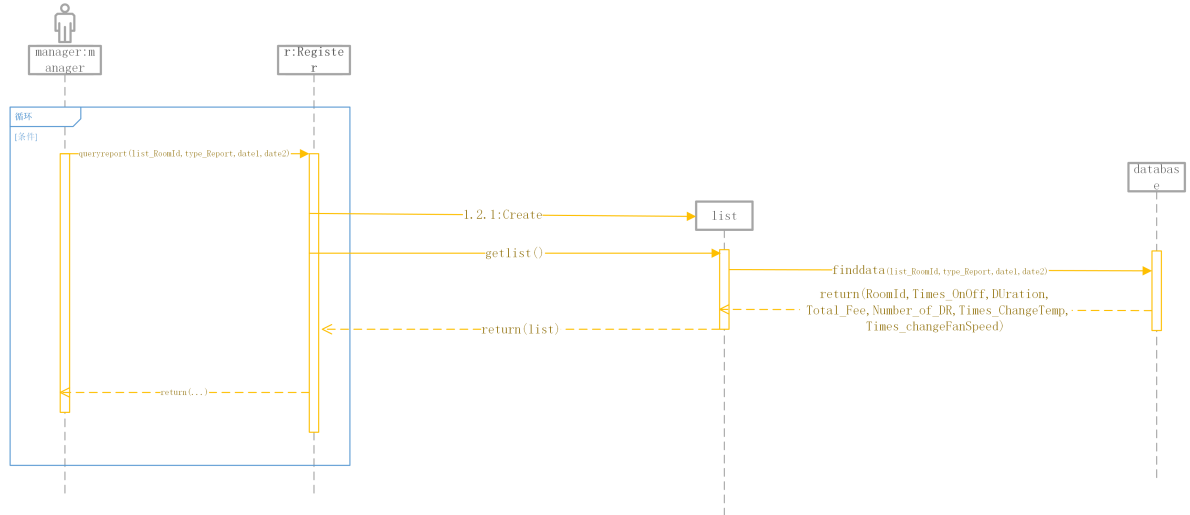 manager:m
anager
r:Registe
r
循环
[条件]
queryreport(list_RoomId,type_Report,date1,date2)
databas
e
1.2.1:Create
list
getlist()
finddata(list_RoomId,type_Report,date1,date2)
return(RoomId,Times_OnOff,DUration,
Total_Fee,Number_of_DR,Times_ChangeTemp,
Times_changeFanSpeed)
return(list)
return(...)